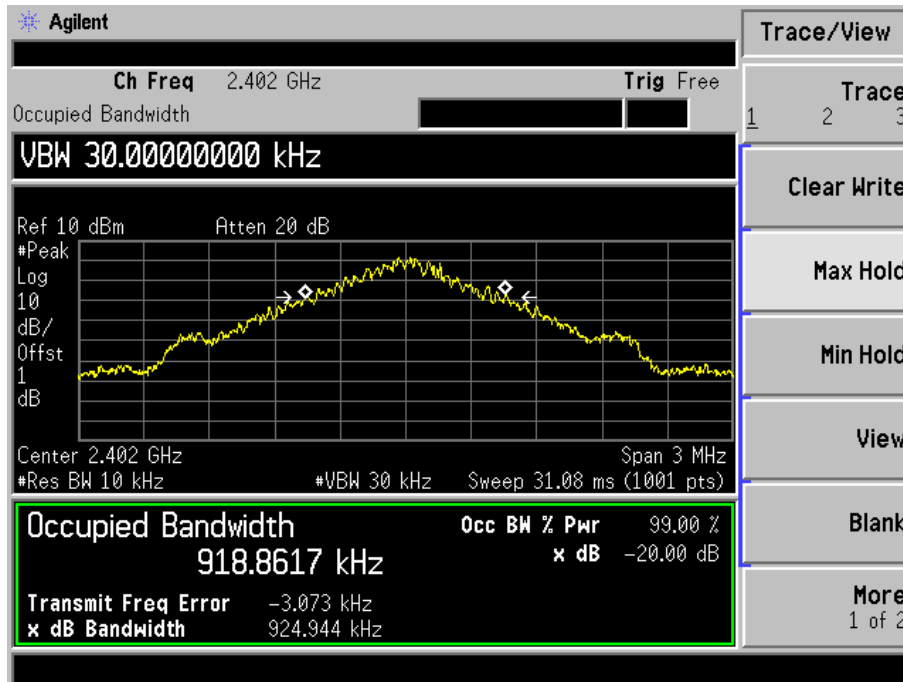 Agilent
Trace/View
Ch Freq 2.402 GHz Trig Free
Occupied Bandwidth
Trace
1 2 3
VBW 30.00000000 kHz
Clear Write
Ref 10 dBm Atten 20 dB
#Peak
Log
10
dB/
Offst
1
dB
Max Hold
Min Hold
View
Center 2.402 GHz Span 3 MHz
#Res BW 10 kHz #VBW 30 kHz Sweep 31.08 ms (1001 pts)
Occupied Bandwidth Occ BW % Pwr 99.00 %
918.8617 kHz x dB -20.00 dB
Blank
Transmit Freq Error -3.073 kHz
x dB Bandwidth 924.944 kHz
More
1 of 2